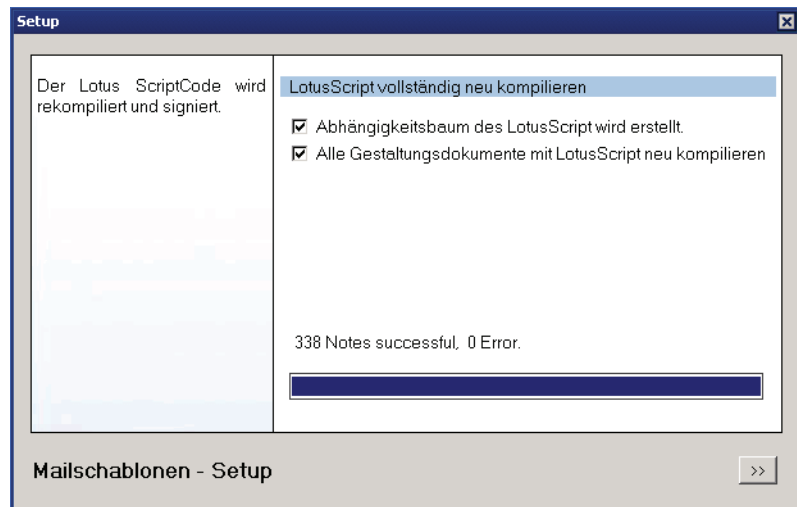 Setup
Der Lotus ScriptCode wird
rekompiliert und signiert.
LotusScript vollständig neu kompilieren
Abhängigkeitsbaum des LotusScript wird erstellt.
Alle Gestaltungsdokumente mit LotusScript neu kompilieren
338 Notes successful, 0 Error.
Mailschablonen - Setup
>>